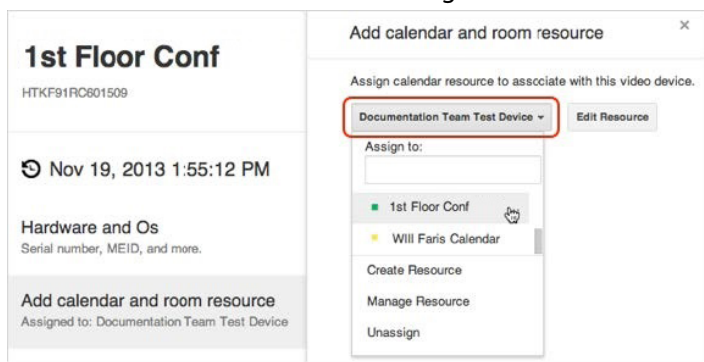 1st Floor Conf
HTKF91RC601509
Nov 19, 2013 1:55:12 PM
Hardware and Os
Serial number, MEID, and more.
Add calendar and room resource
Assigned to: Documentation Team Test Device
Add calendar and room resource
×
Assign calendar resource to associate with this video device.
Documentation Team Test Device
Edit Resource
Assign to:
1st Floor Conf
WIll Faris Calendar
Create Resource
Manage Resource
Unassign